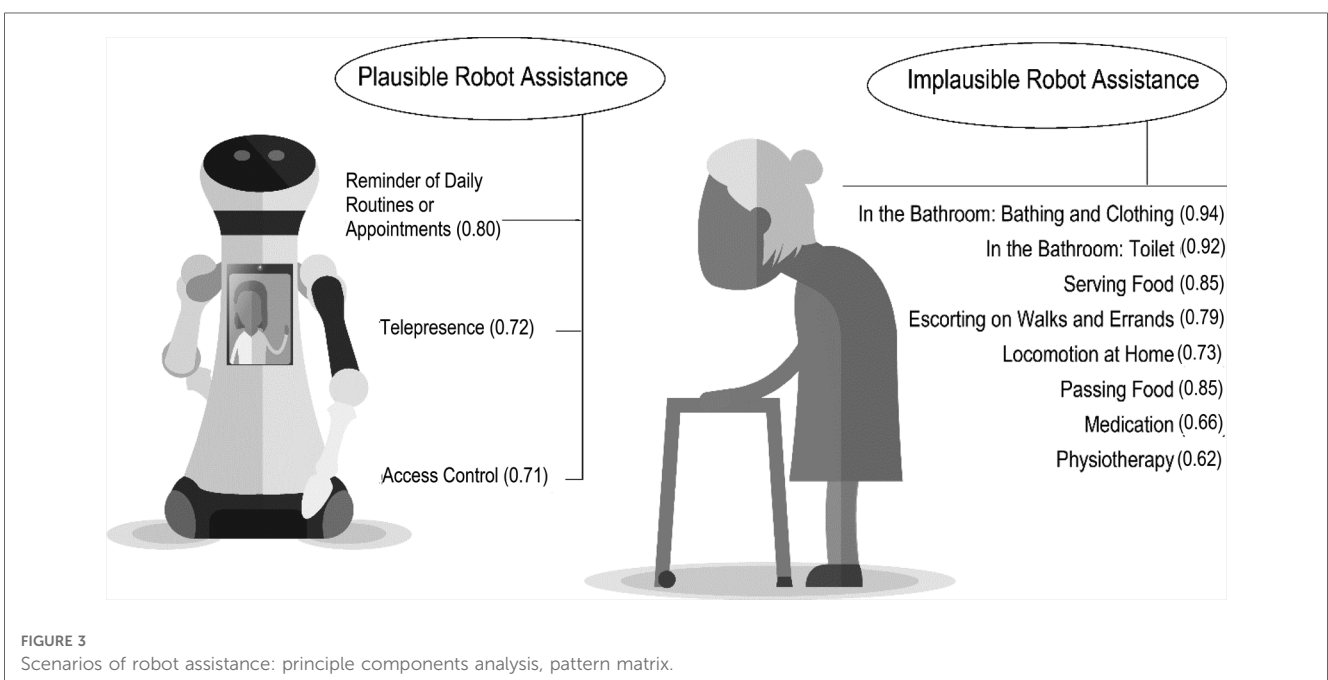 Plausible Robot Assistance
Reminder of Daily
Routines or
Appointments (0.80)
Telepresence (0.72)
Access Control (0.71)
Implausible Robot Assistance
In the Bathroom: Bathing and Clothing (0.94)
In the Bathroom: Toilet (0.92)
Serving Food (0.85)
Escorting on Walks and Errands (0.79)
Locomotion at Home (0.73)
Passing Food (0.85)
Medication (0.66)
Physiotherapy (0.62)
FIGURE 3
Scenarios of robot assistance: principle components analysis, pattern matrix.